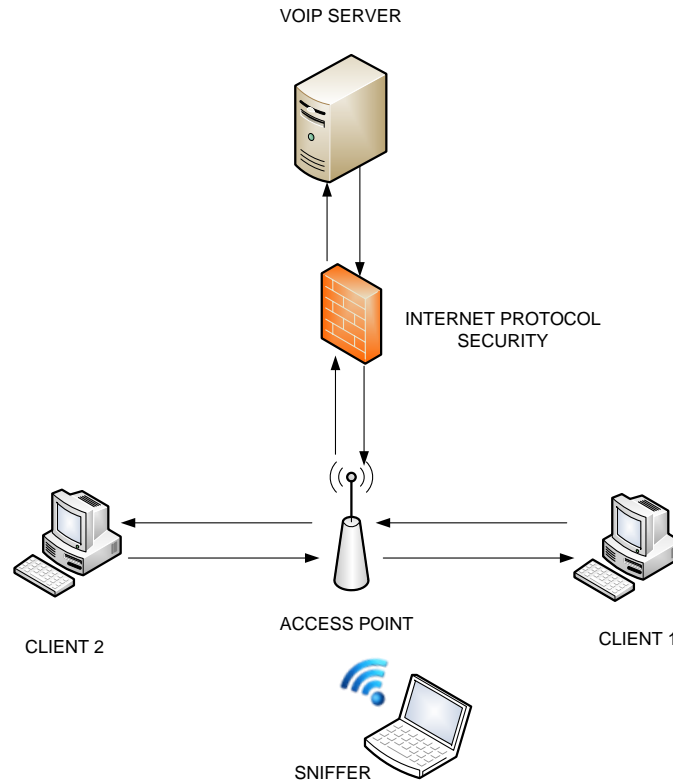 VOIP SERVER
INTERNET PROTOCOL
SECURITY
ACCESS POINT
CLIENT 2
CLIENT 1
SNIFFER